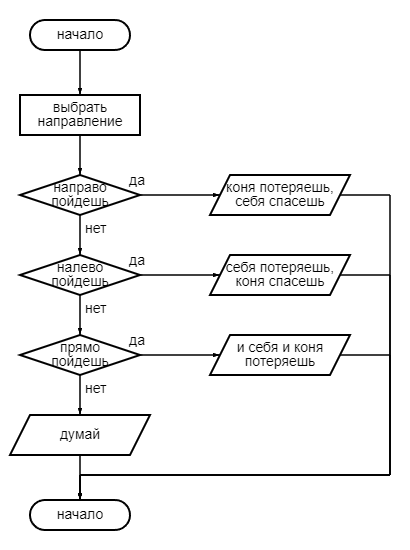 начало
выбрать
направление
направо
пойдешь
да
коня потеряешь,
себя спасешь
нет
налево
пойдешь
да
себя потеряешь,
коня спасешь
нет
прямо
пойдешь
да
и себя и коня
потеряешь
нет
думай
начало